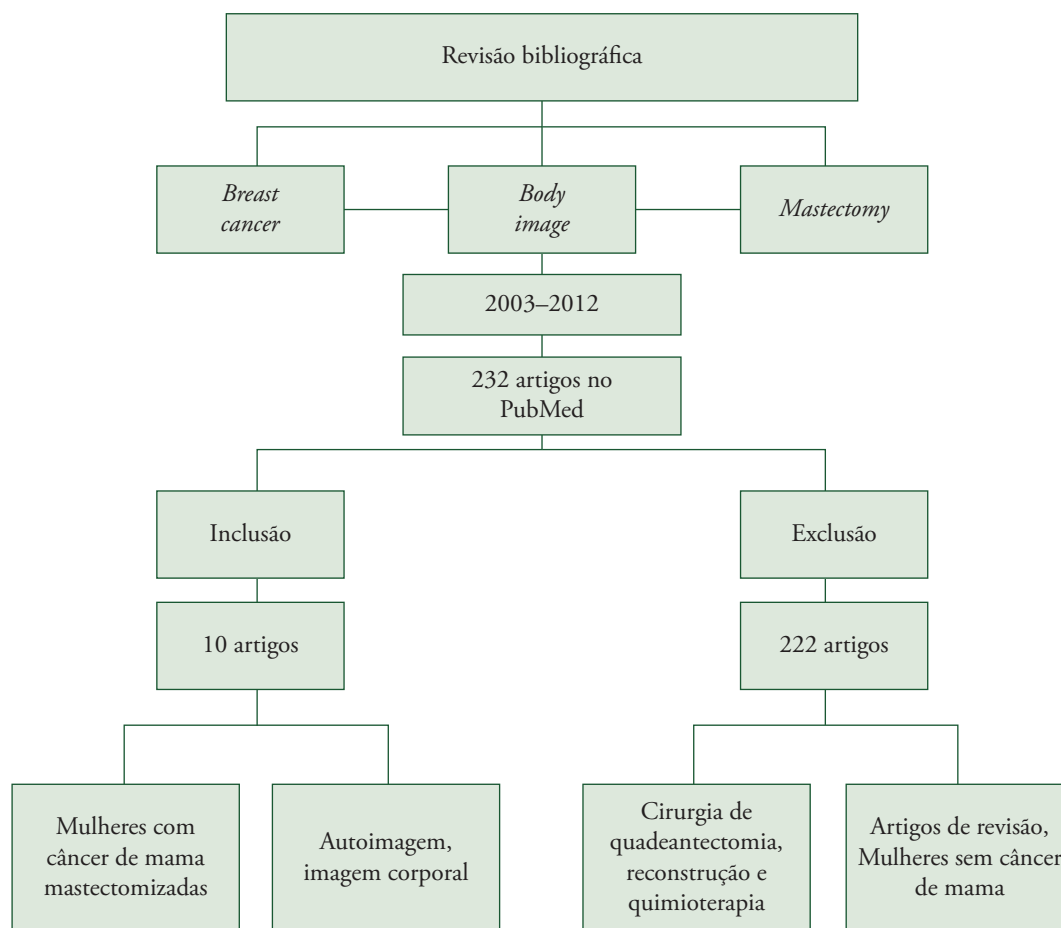 Revisão bibliográfica
Breast
cancer
Body
image
Mastectomy
2003–2012
232 artigos no
PubMed
Inclusão
Exclusão
10 artigos
222 artigos
Mulheres com
câncer de mama
mastectomizadas
Autoimagem,
imagem corporal
Cirurgia de
quadeantectomia,
reconstrução e
quimioterapia
Artigos de revisão,
Mulheres sem câncer
de mama